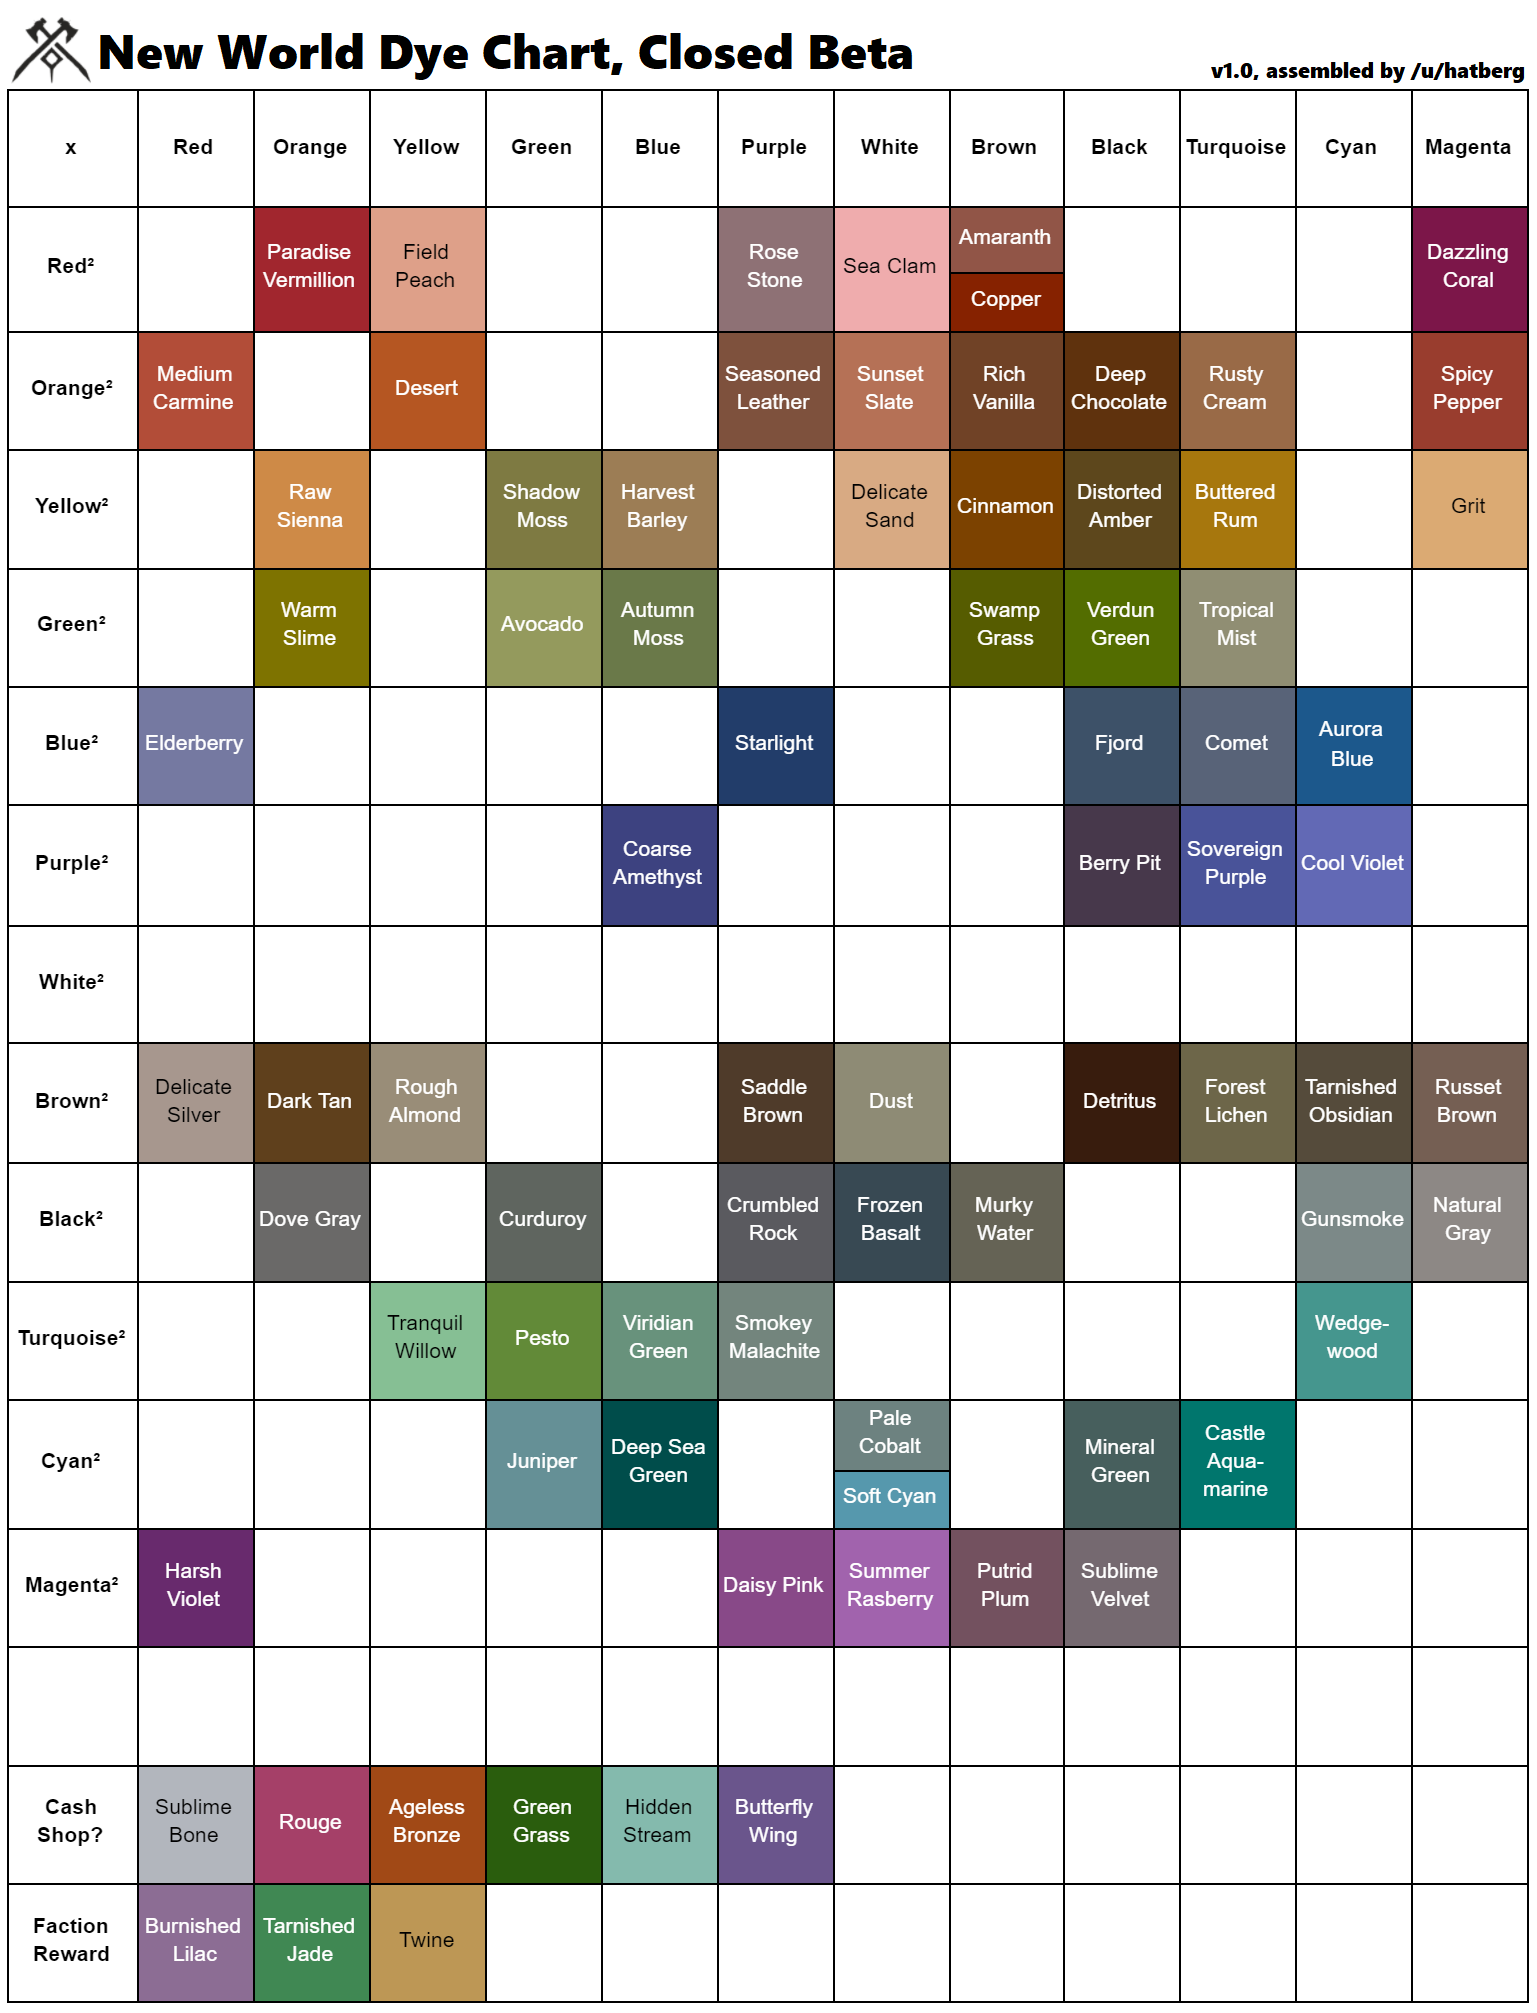 New World Dye Chart, Closed Beta
v1.0, assembled by /u/hatberg
x Red Orange Yellow Green Blue Purple White Brown Black Turquoise Cyan Magenta
Red²
Paradise
Vermillion
Field
Peach
Rose
Stone
Sea Clam
Amaranth
Copper
Dazzling
Coral
Orange²
Medium
Carmine
Desert
Seasoned
Leather
Sunset
Slate
Rich
Vanilla
Deep
Chocolate
Rusty
Cream
Spicy
Pepper
Yellow²
Raw
Sienna
Shadow
Moss
Harvest
Barley
Delicate
Sand
Cinnamon
Distorted
Amber
Buttered
Rum
Grit
Green²
Warm
Slime
Avocado
Autumn
Moss
Swamp
Grass
Verdun
Green
Tropical
Mist
Blue²
Elderberry
Starlight
Fjord
Comet
Aurora
Blue
Purple²
Coarse
Amethyst
Berry Pit
Sovereign
Purple
Cool Violet
White²
Brown²
Delicate
Silver
Dark Tan
Rough
Almond
Saddle
Brown
Dust
Detritus
Forest
Lichen
Tarnished
Obsidian
Russet
Brown
Black²
Dove Gray
Curduroy
Crumbled
Rock
Frozen
Basalt
Murky
Water
Gunsmoke
Natural
Gray
Turquoise²
Tranquil
Willow
Pesto
Viridian
Green
Smokey
Malachite
Wedge-
wood
Cyan²
Juniper
Deep Sea
Green
Pale
Cobalt
Soft Cyan
Mineral
Green
Castle
Aqua-
marine
Magenta²
Harsh
Violet
Daisy Pink
Summer
Rasberry
Putrid
Plum
Sublime
Velvet
Cash
Shop?
Sublime
Bone
Rouge
Ageless
Bronze
Green
Grass
Hidden
Stream
Butterfly
Wing
Faction
Reward
Burnished
Lilac
Tarnished
Jade
Twine